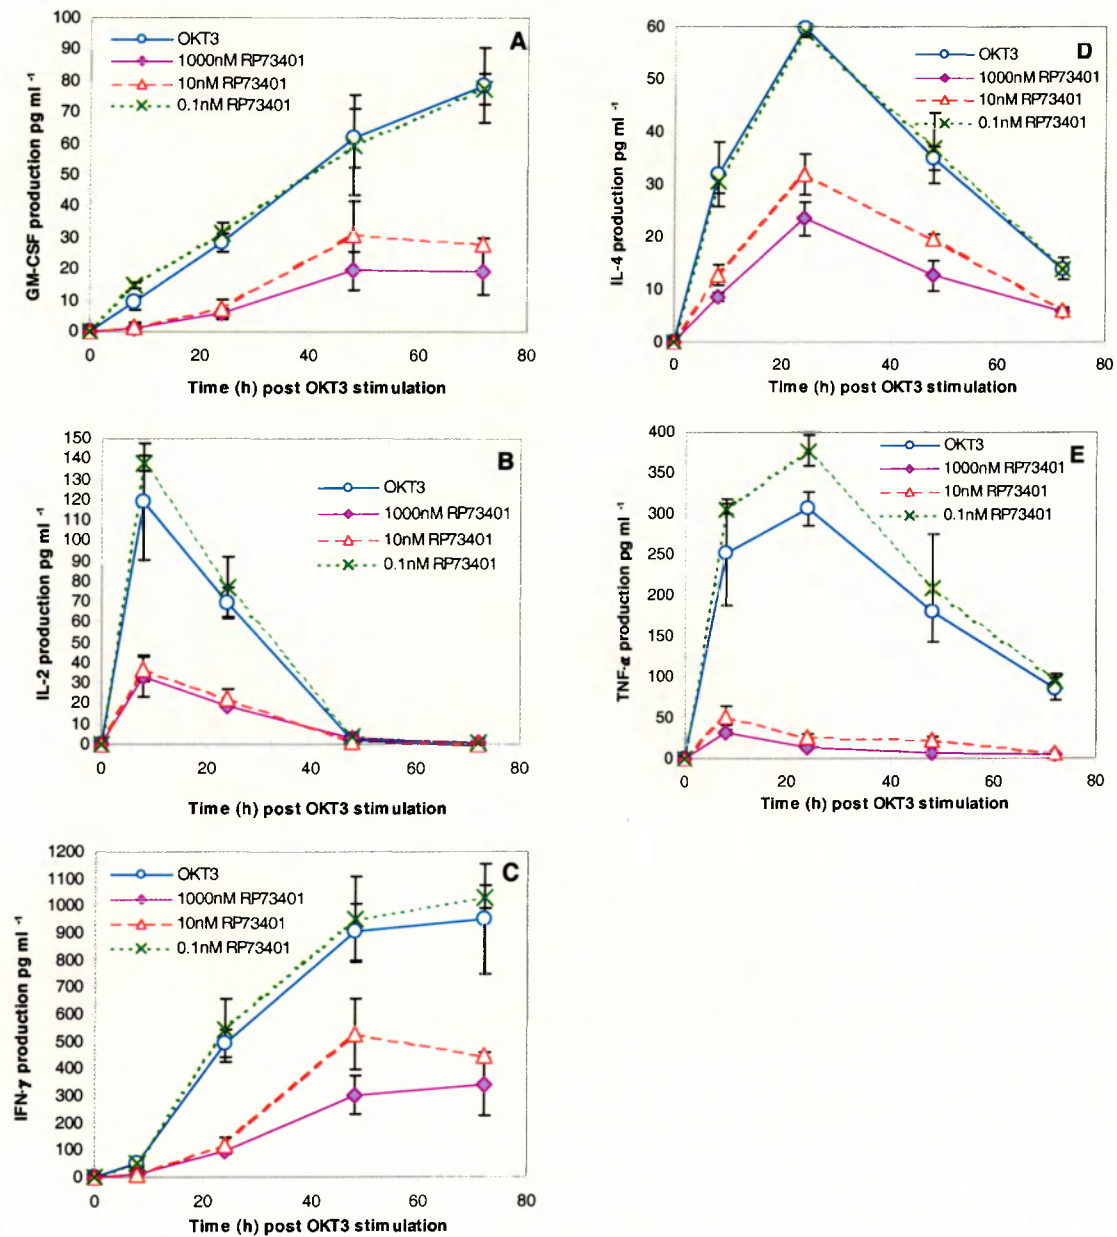 A
GM-CSF production pg ml -1
100
90
80
70
60
50
40
30
20
10
0
OKT3
1000nM RP73401
10nM RP73401
0.1nM RP73401
0 20 40 60 80
Time (h) post OKT3 stimulation
D
IL-4 production pg ml -1
60
50
40
30
20
10
0
OKT3
1000nM RP73401
10nM RP73401
0.1nM RP73401
0 20 40 60 80
Time (h) post OKT3 stimulation
B
IL-2 production pg ml -1
150
140
130
120
110
100
90
80
70
60
50
40
30
20
10
0
OKT3
1000nM RP73401
10nM RP73401
0.1nM RP73401
0 20 40 60 80
Time (h) post OKT3 stimulation
E
TNF-α production pg ml -1
400
350
300
250
200
150
100
50
0
OKT3
1000nM RP73401
10nM RP73401
0.1nM RP73401
0 20 40 60 80
Time (h) post OKT3 stimulation
C
IFN-γ production pg ml -1
1200
1100
1000
900
800
700
600
500
400
300
200
100
0
OKT3
1000nM RP73401
10nM RP73401
0.1nM RP73401
0 20 40 60 80
Time (h) post OKT3 stimulation